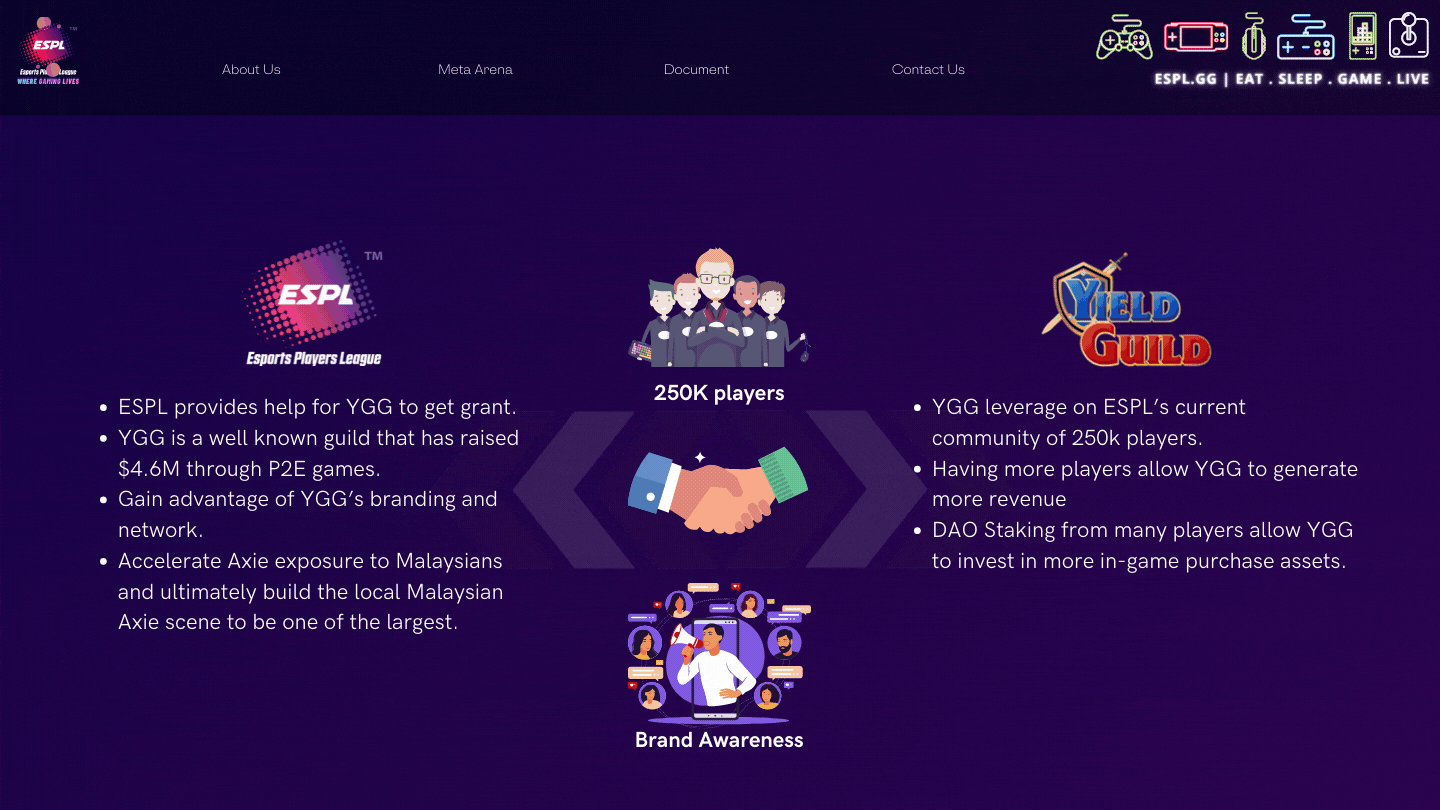 ESPL
TM
Esports Players League
WHERE GAMING LIVES
About Us
Meta Arena
Document
Contact Us
ESPL.GG | EAT . SLEEP . GAME . LIVE
ESPL
TM
Esports Players League
• ESPL provides help for YGG to get grant.
• YGG is a well known guild that has raised
$4.6M through P2E games.
• Gain advantage of YGG’s branding and
network.
• Accelerate Axie exposure to Malaysians
and ultimately build the local Malaysian
Axie scene to be one of the largest.
250K players
Brand Awareness
YIELD
GUILD
• YGG leverage on ESPL’s current
community of 250k players.
• Having more players allow YGG to generate
more revenue
• DAO Staking from many players allow YGG
to invest in more in-game purchase assets.